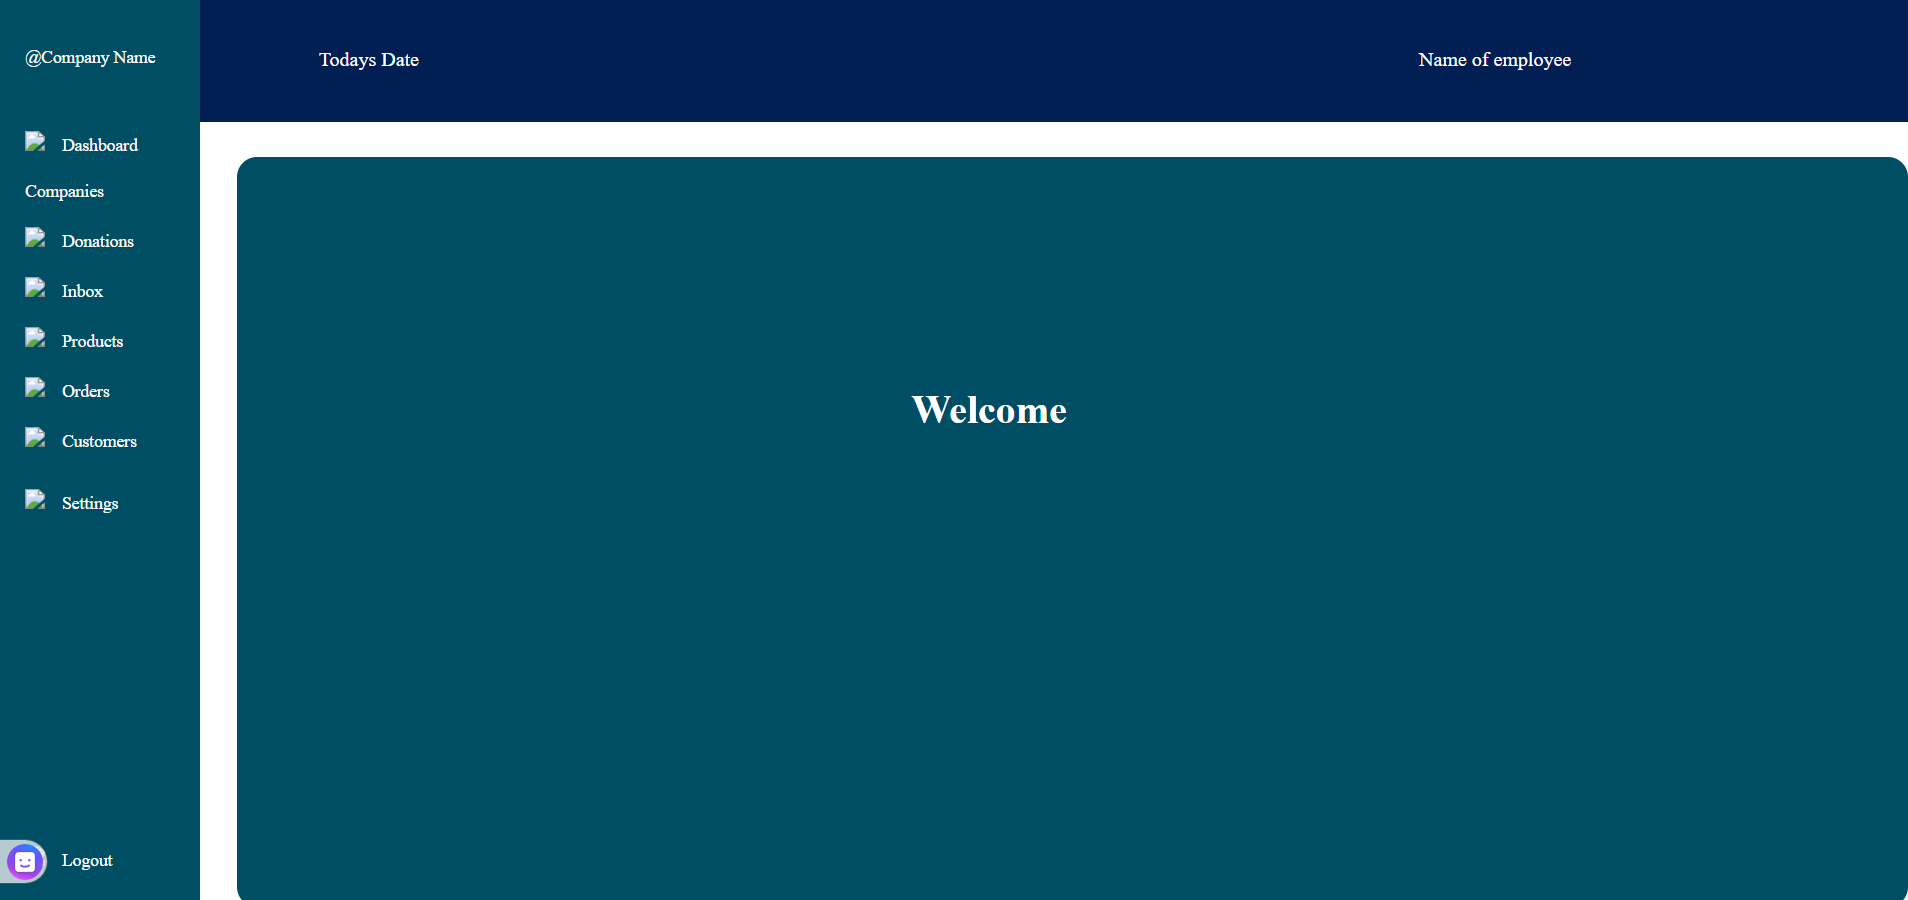 @Company Name
Todays Date
Name of employee
Dashboard
Companies
Donations
Inbox
Products
Orders
Customers
Settings
Logout
Welcome